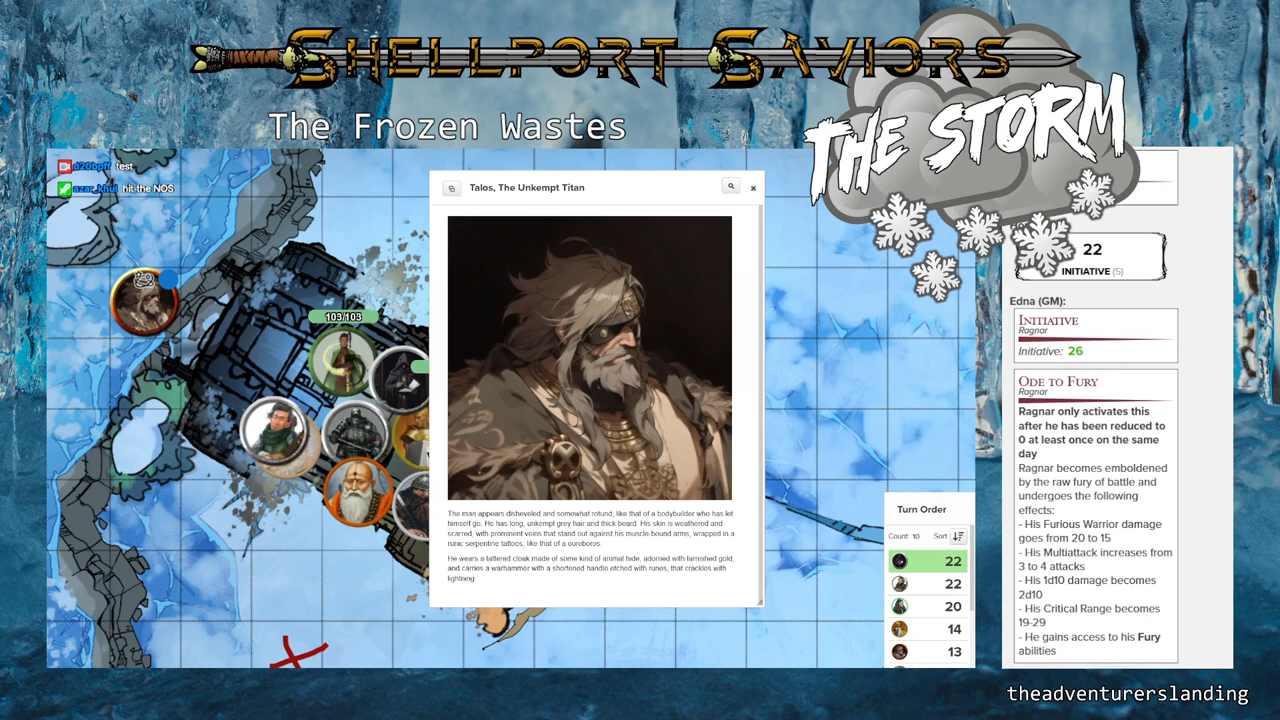 SHELLPORT SAVIORS
The Frozen Wastes
THE STORM
d20bpff test
azar_khul hit the NOS
Talos, The Unkempt Titan
103/103
The man appears disheveled and somewhat rotund, like that of a bodybuilder who has let
himself go. He has long, unkempt grey hair and thick beard. His skin is weathered and
scarred, with prominent veins that stand out against his muscle-bound arms, wrapped in a
runic serpentine tattoos, like that of a ouroboros.
He wears a tattered cloak made of some kind of animal hide, adorned with tarnished gold,
and carries a warhammer with a shortened handle etched with runes, that crackles with
lightning
Turn Order
Count: 10 Sort
22
22
20
14
13
22
INITIATIVE (5)
Edna (GM):
INITIATIVE
Ragnar
Initiative: 26
ODE TO FURY
Ragnar
Ragnar only activates this
after he has been reduced to
0 at least once on the same
day
Ragnar becomes emboldened
by the raw fury of battle and
undergoes the following
effects:
- His Furious Warrior damage
goes from 20 to 15
- His Multiattack increases from
3 to 4 attacks
- His 1d10 damage becomes
2d10
- His Critical Range becomes
19-29
- He gains access to his Fury
abilities
theadventurerslanding